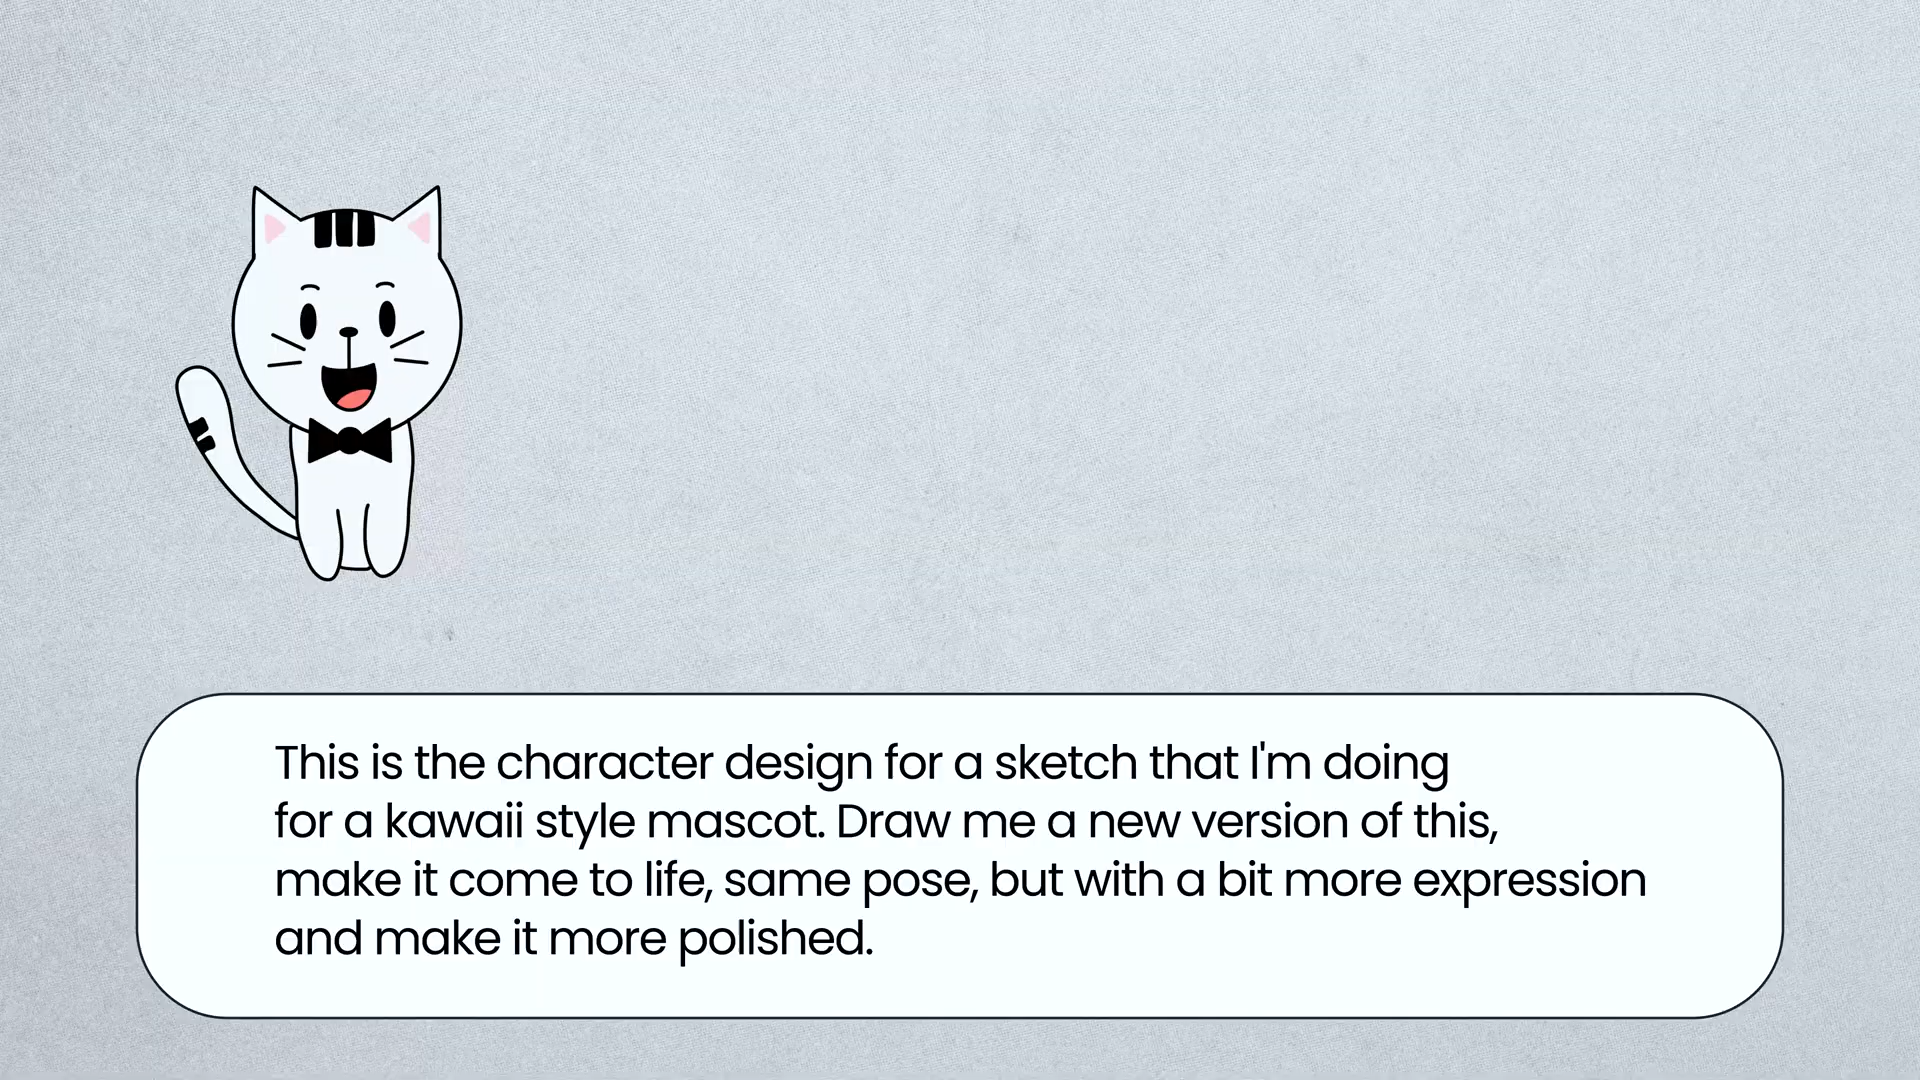 This is the character design for a sketch that I'm doing
for a kawaii style mascot. Draw me a new version of this,
make it come to life, same pose, but with a bit more expression
and make it more polished.